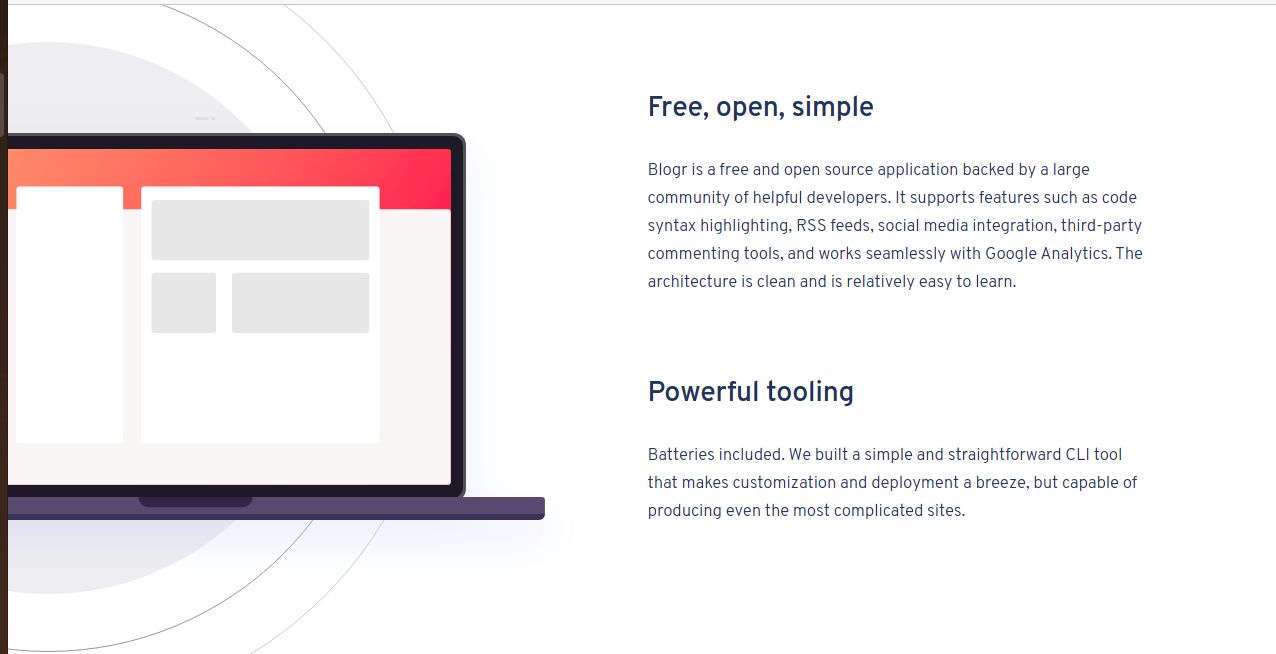 Free, open, simple
Blogr is a free and open source application backed by a large
community of helpful developers. It supports features such as code
syntax highlighting, RSS feeds, social media integration, third-party
commenting tools, and works seamlessly with Google Analytics. The
architecture is clean and is relatively easy to learn.
Powerful tooling
Batteries included. We built a simple and straightforward CLI tool
that makes customization and deployment a breeze, but capable of
producing even the most complicated sites.